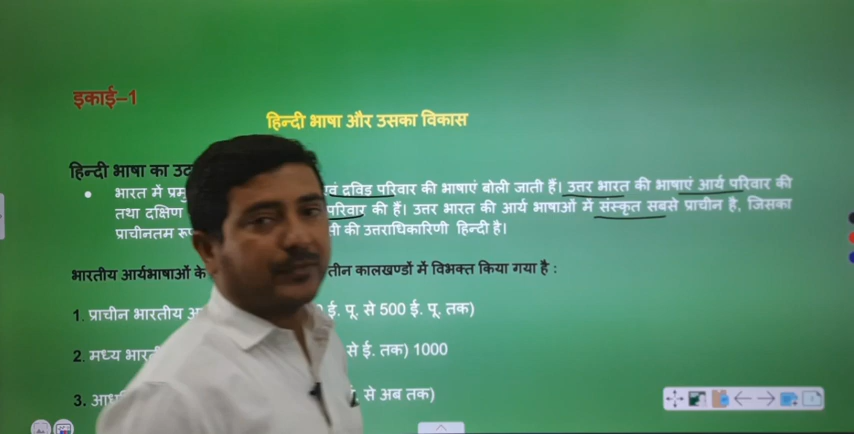 इकाई–1
हिन्दी भाषा और उसका विकास
हिन्दी भाषा का
भारत में एवं द्रविड़ परिवार की भाषाएं बोली जाती हैं। उत्तर भारत की भाषाएं आर्य परिवार की
तथा दक्षिण परिवार की हैं। उत्तर भारत की आर्य भाषाओं में संस्कृत सबसे प्राचीन है, जिसका
प्राचीनतम की उत्तराधिकारिणी हिन्दी है।
भारतीय आर्यभाषाओं के तीन कालखण्डों में विभक्त किया गया है :
1. प्राचीन भारतीय ई. पू. से 500 ई. पू. तक)
2. मध्य से ई. तक) 1000
3. से अब तक)